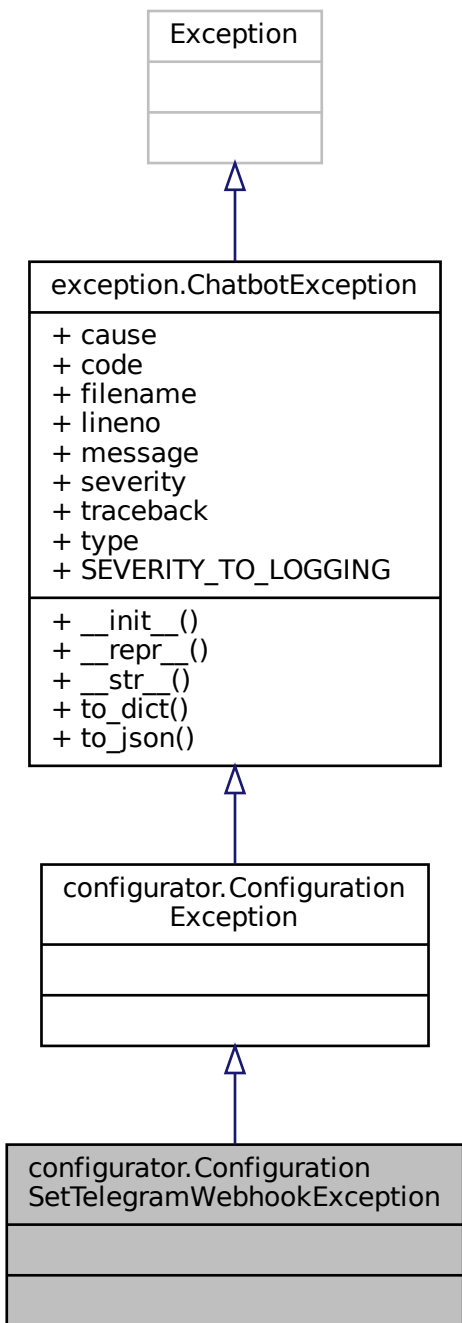 Exception
exception.ChatbotException
+ cause
+ code
+ filename
+ lineno
+ message
+ severity
+ traceback
+ type
+ SEVERITY_TO_LOGGING
+ __init__()
+ __repr__()
+ __str__()
+ to_dict()
+ to_json()
configurator.Configuration
Exception
configurator.Configuration
SetTelegramWebhookException